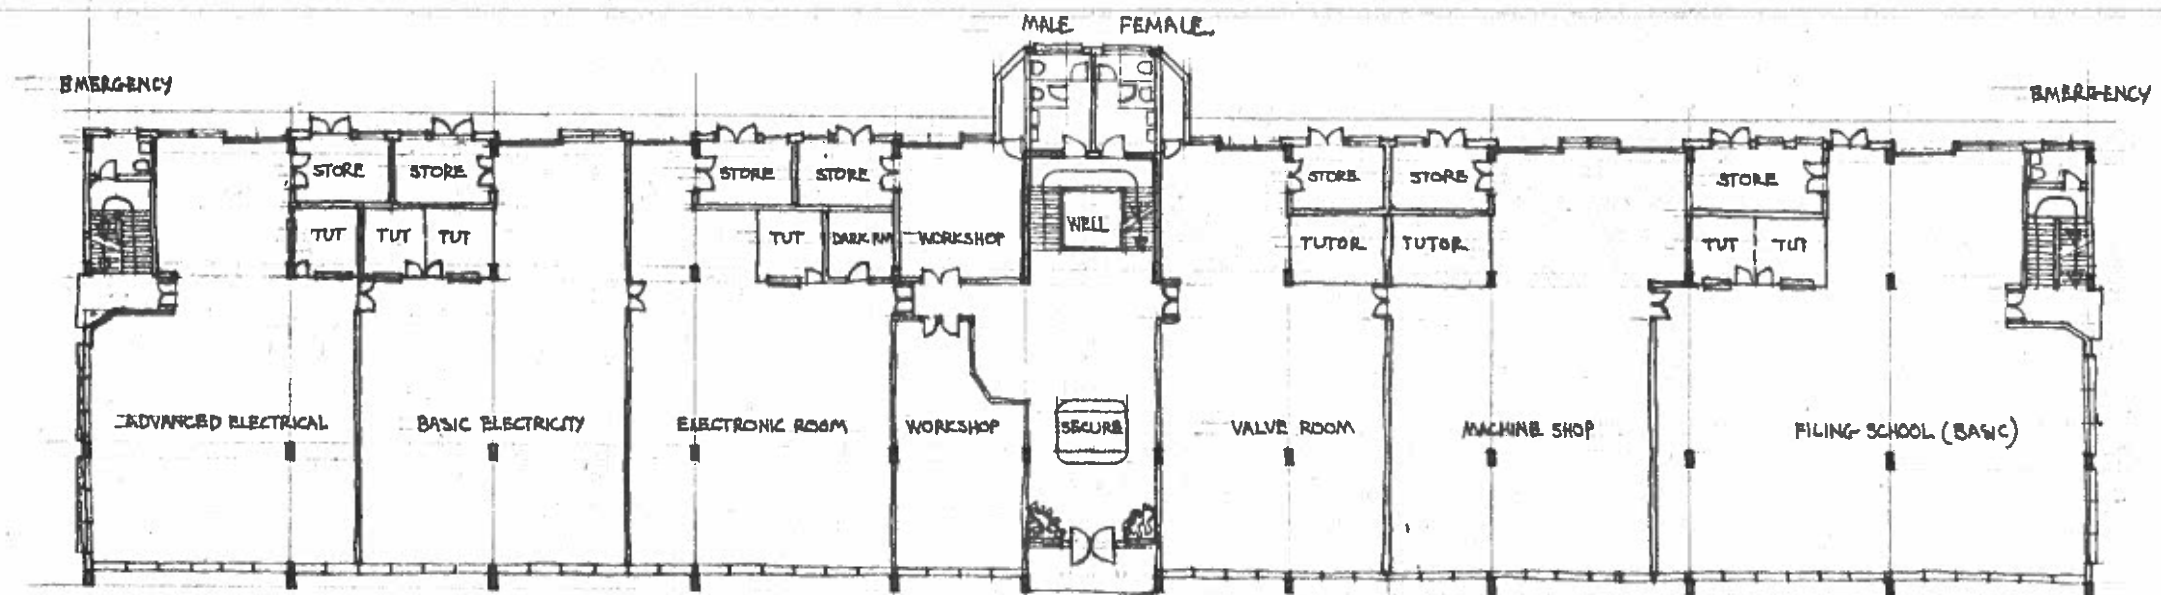 MALE FEMALE
EMERGENCY EMERGENCY
STORE STORE STORE STORE STORE STORE STORE
TUT TUT TUT TUT DARK RM WORKSHOP WELL TUTOR TUTOR TUT TUT
ADVANCED ELECTRICAL BASIC ELECTRICITY ELECTRONIC ROOM WORKSHOP SECURE VALVE ROOM MACHINE SHOP FILING SCHOOL (BASIC)